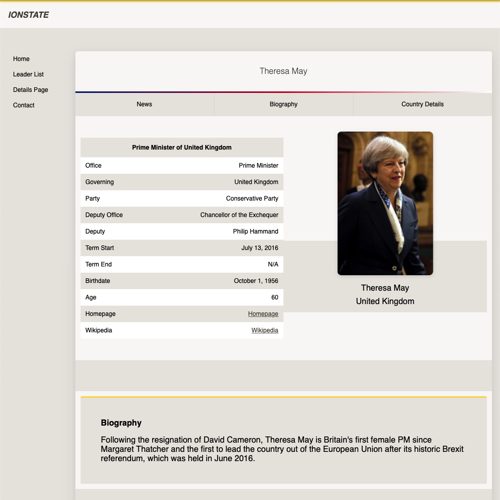 IONSTATE
Home
Leader List
Details Page
Contact
Theresa May
News
Biography
Country Details
Prime Minister of United Kingdom
Office Prime Minister
Governing United Kingdom
Party Conservative Party
Deputy Office Chancellor of the Exchequer
Deputy Philip Hammand
Term Start July 13, 2016
Term End N/A
Birthdate October 1, 1956
Age 60
Homepage Homepage
Wikipedia Wikipedia
Theresa May
United Kingdom
Biography
Following the resignation of David Cameron, Theresa May is Britain's first female PM since
Margaret Thatcher and the first to lead the country out of the European Union after its historic Brexit
referendum, which was held in June 2016.